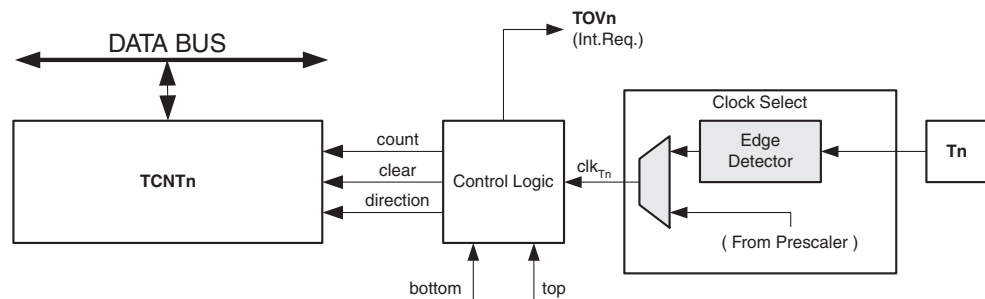 TOVn
(Int.Req.)
DATA BUS
Clock Select
count
Edge
Detector
Tn
TCNTn
clear
Control Logic
clkTn
direction
( From Prescaler )
bottom
top